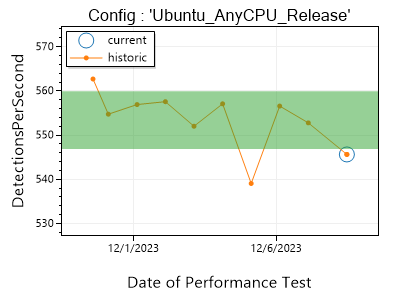 Config : 'Ubuntu_AnyCPU_Release'
current
historic
DetectionsPerSecond
570
560
550
540
530
12/1/2023
12/6/2023
Date of Performance Test